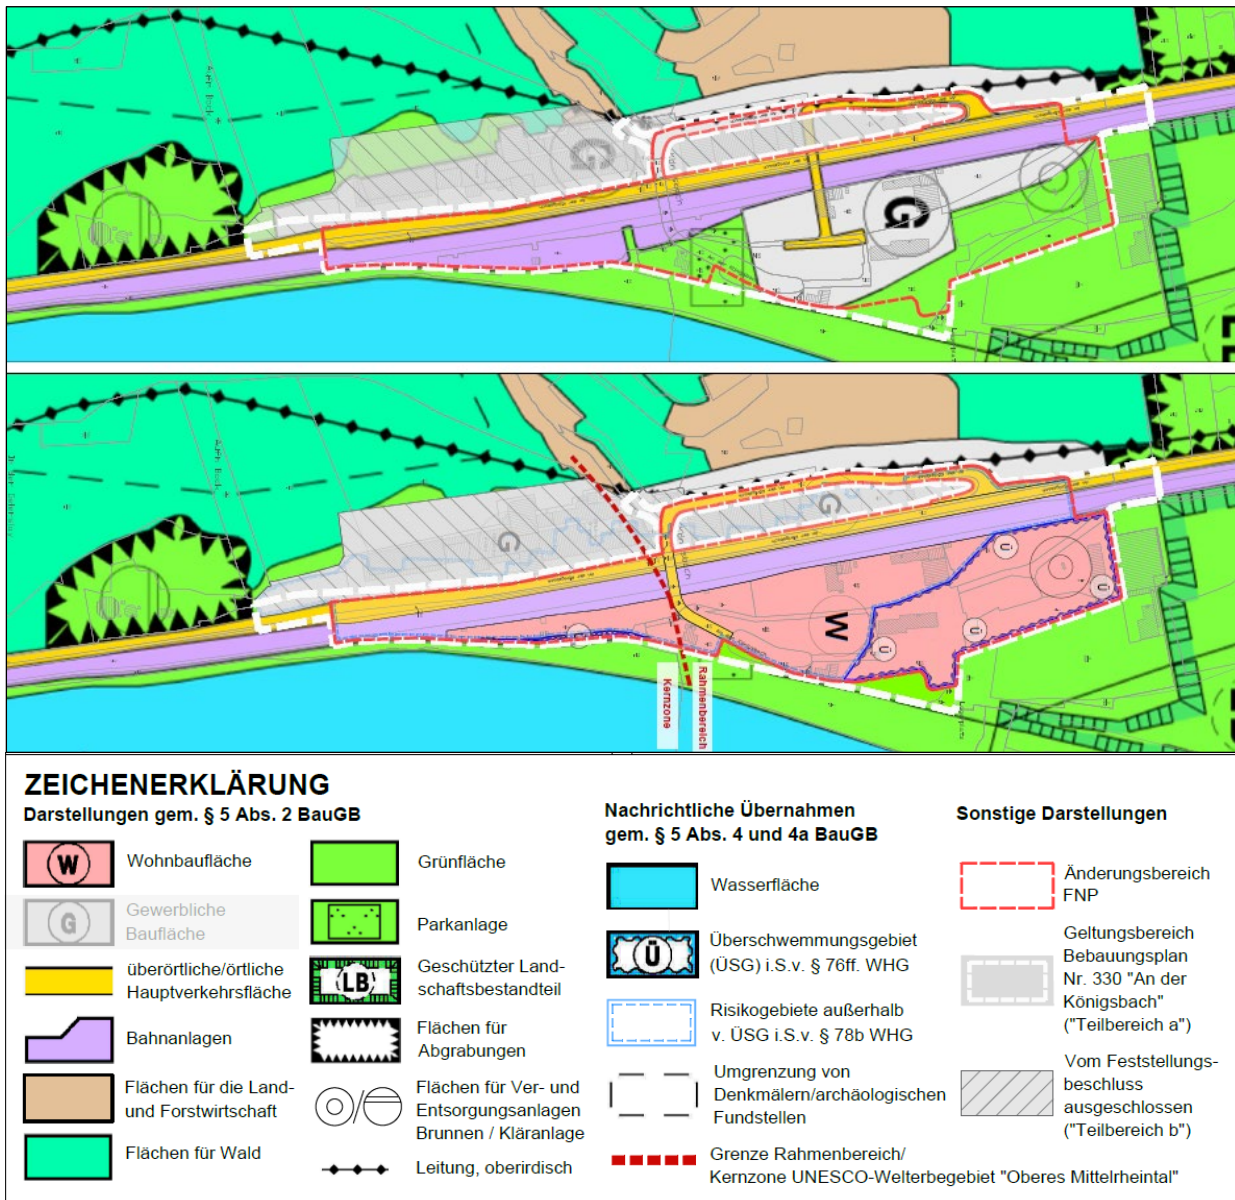 G
G
G
G
W
Ü
Ü
Ü
Ü
Kernzone
Rahmenbereich
ZEICHENERKLÄRUNG
Darstellungen gem. § 5 Abs. 2 BauGB
W
Wohnbaufläche
G
Gewerbliche
Baufläche
überörtliche/örtliche
Hauptverkehrsfläche
Bahnanlagen
Flächen für die Land-
und Forstwirtschaft
Flächen für Wald
Grünfläche
Parkanlage
LB
Geschützter Land-
schaftsbestandteil
Flächen für
Abgrabungen
Flächen für Ver- und
Entsorgungsanlagen
Brunnen / Kläranlage
Leitung, oberirdisch
Nachrichtliche Übernahmen
gem. § 5 Abs. 4 und 4a BauGB
Wasserfläche
Ü
Überschwemmungsgebiet
(ÜSG) i.S.v. § 76ff. WHG
Risikogebiete außerhalb
v. ÜSG i.S.v. § 78b WHG
Umgrenzung von
Denkmälern/archäologischen
Fundstellen
Grenze Rahmenbereich/
Kernzone UNESCO-Welterbegebiet "Oberes Mittelrheintal"
Sonstige Darstellungen
Änderungsbereich
FNP
Geltungsbereich
Bebauungsplan
Nr. 330 "An der
Königsbach"
("Teilbereich a")
Vom Feststellungs-
beschluss
ausgeschlossen
("Teilbereich b")